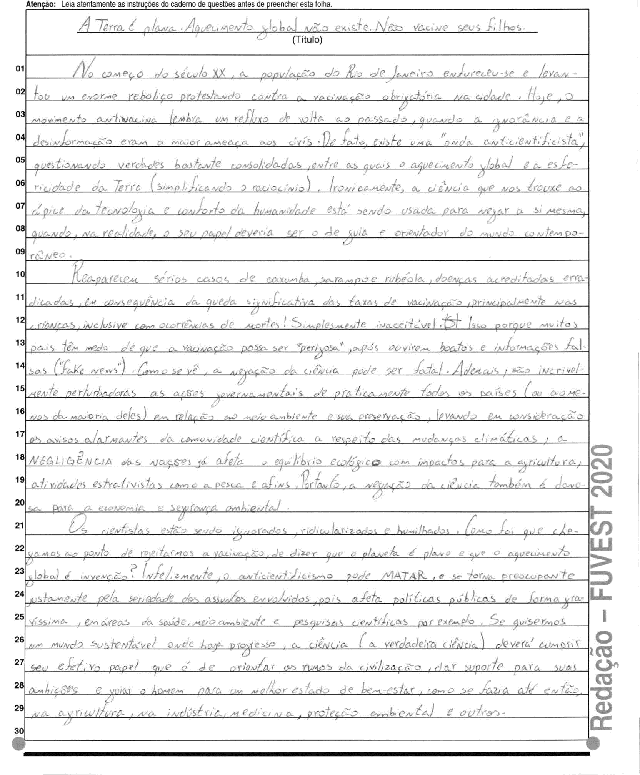 Atenção: Leia atentamente as instruções do caderno de questões antes de preencher esta folha.
A Terra é plana. Aquecimento global não existe. Não vacine seus filhos.
(Título)
01 No começo do século XX, a população do Rio de Janeiro enfureceu-se e levan-
02 tou um enorme reboliço protestando contra a vacinação obrigatória na cidade. Hoje, o
03 movimento antivacina lembra um refluxo de volta ao passado, quando a ignorância e a
04 desinformação eram a maior ameaça aos civis. De fato, existe uma "onda anticientificista",
05 questionando verdades bastante consolidadas, entre as quais o aquecimento global e a esfe-
06 ricidade da Terra (simplificando o raciocínio). Ironicamente, a ciência que nos trouxe ao
07 ápice da tecnologia e conforto da humanidade está sendo usada para negar a si mesma,
08 quando, na realidade, o seu papel deveria ser o de guia e orientador do mundo contempo-
09 râneo.
10 Reaparecem sérios casos de caxumba, sarampo e rubéola, doenças acreditadas erra-
11 dicadas, em consequência da queda significativa das taxas de vacinação, principalmente nas
12 crianças, inclusive com ocorrências de mortes! Simplesmente inaceitável. Isso porque muitos
13 pais têm medo de que a vacinação possa ser "perigosa", após ouvirem boatos e informações fal-
14 sas ("fake news"). Como se vê, a negação da ciência pode ser fatal. Ademais, são incrivel-
15 mente perturbadoras as ações governamentais de praticamente todos os países (ou ao me-
16 nos da maioria deles) em relação ao meio ambiente e sua preservação, levando em consideração
17 os avisos alarmantes da comunidade científica a respeito das mudanças climáticas; a
18 NEGLIGÊNCIA das nações já afeta o equilíbrio ecológico com impactos para a agricultura,
19 atividades extrativistas como a pesca e afins. Portanto, a negação da ciência também é dano-
20 sa para a economia e segurança ambiental.
21 Os cientistas estão sendo ignorados, ridicularizados e humilhados. Como foi que che-
22 gamos ao ponto de rejeitarmos a vacinação, de dizer que o planeta é plano e que o aquecimento
23 global é invenção? Infelizmente, o anticientificismo pode MATAR, e se torna preocupante
24 justamente pela seriedade dos assuntos envolvidos, pois afeta políticas públicas de forma gra-
25 víssima, em áreas da saúde, meio ambiente e pesquisas científicas por exemplo. Se quisermos
26 um mundo sustentável onde haja progresso, a ciência (a verdadeira ciência) deverá cumprir
27 seu efetivo papel que é de orientar os rumos da civilização, dar suporte para suas
28 ambições e guiar o homem para um melhor estado de bem-estar, como se fazia até então,
29 na agricultura, na indústria, medicina, proteção ambiental e outros.
30
Redação – FUVEST 2020